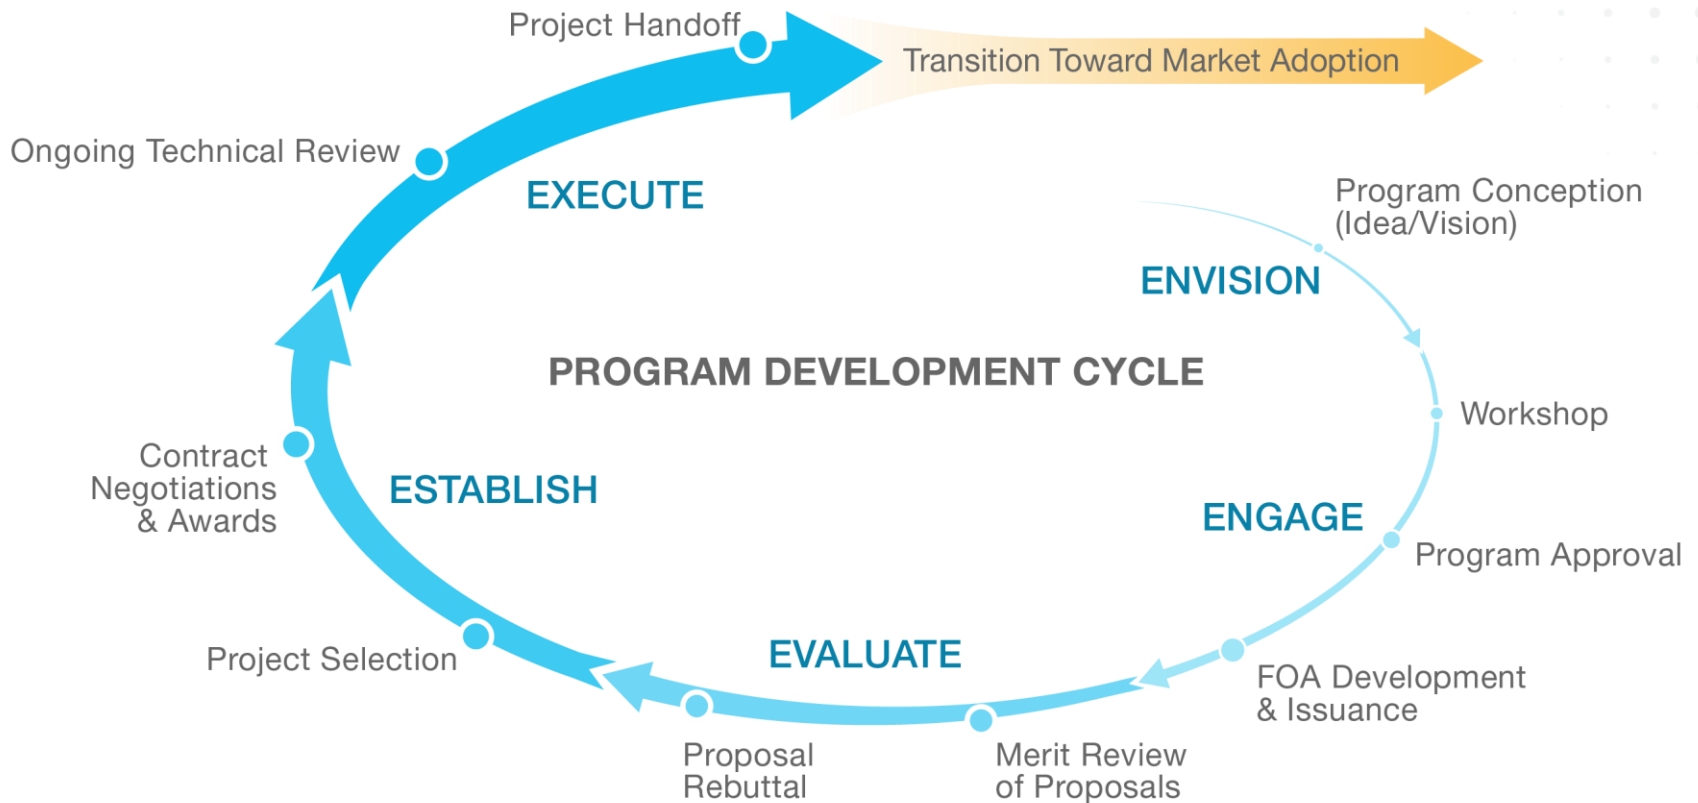 PROGRAM DEVELOPMENT CYCLE
ENVISION
Program Conception
(Idea/Vision)
ENGAGE
Workshop
Program Approval
FOA Development
& Issuance
EVALUATE
Merit Review
of Proposals
Proposal
Rebuttal
ESTABLISH
Project Selection
Contract
Negotiations
& Awards
EXECUTE
Ongoing Technical Review
Project Handoff
Transition Toward Market Adoption